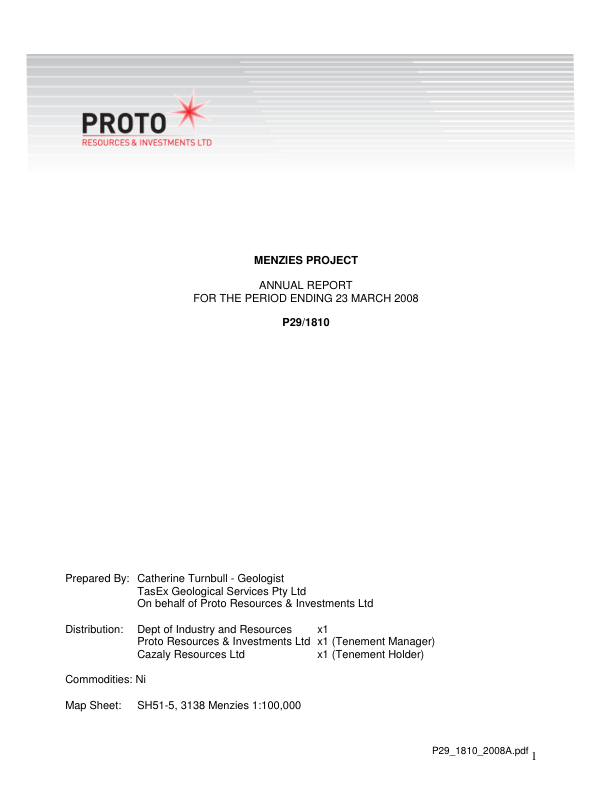 PROTO
RESOURCES & INVESTMENTS LTD
MENZIES PROJECT
ANNUAL REPORT
FOR THE PERIOD ENDING 23 MARCH 2008
P29/1810
Prepared By: Catherine Turnbull - Geologist
TasEx Geological Services Pty Ltd
On behalf of Proto Resources & Investments Ltd
Distribution: Dept of Industry and Resources x1
Proto Resources & Investments Ltd x1 (Tenement Manager)
Cazaly Resources Ltd x1 (Tenement Holder)
Commodities: Ni
Map Sheet: SH51-5, 3138 Menzies 1:100,000
P29_1810_2008A.pdf 1